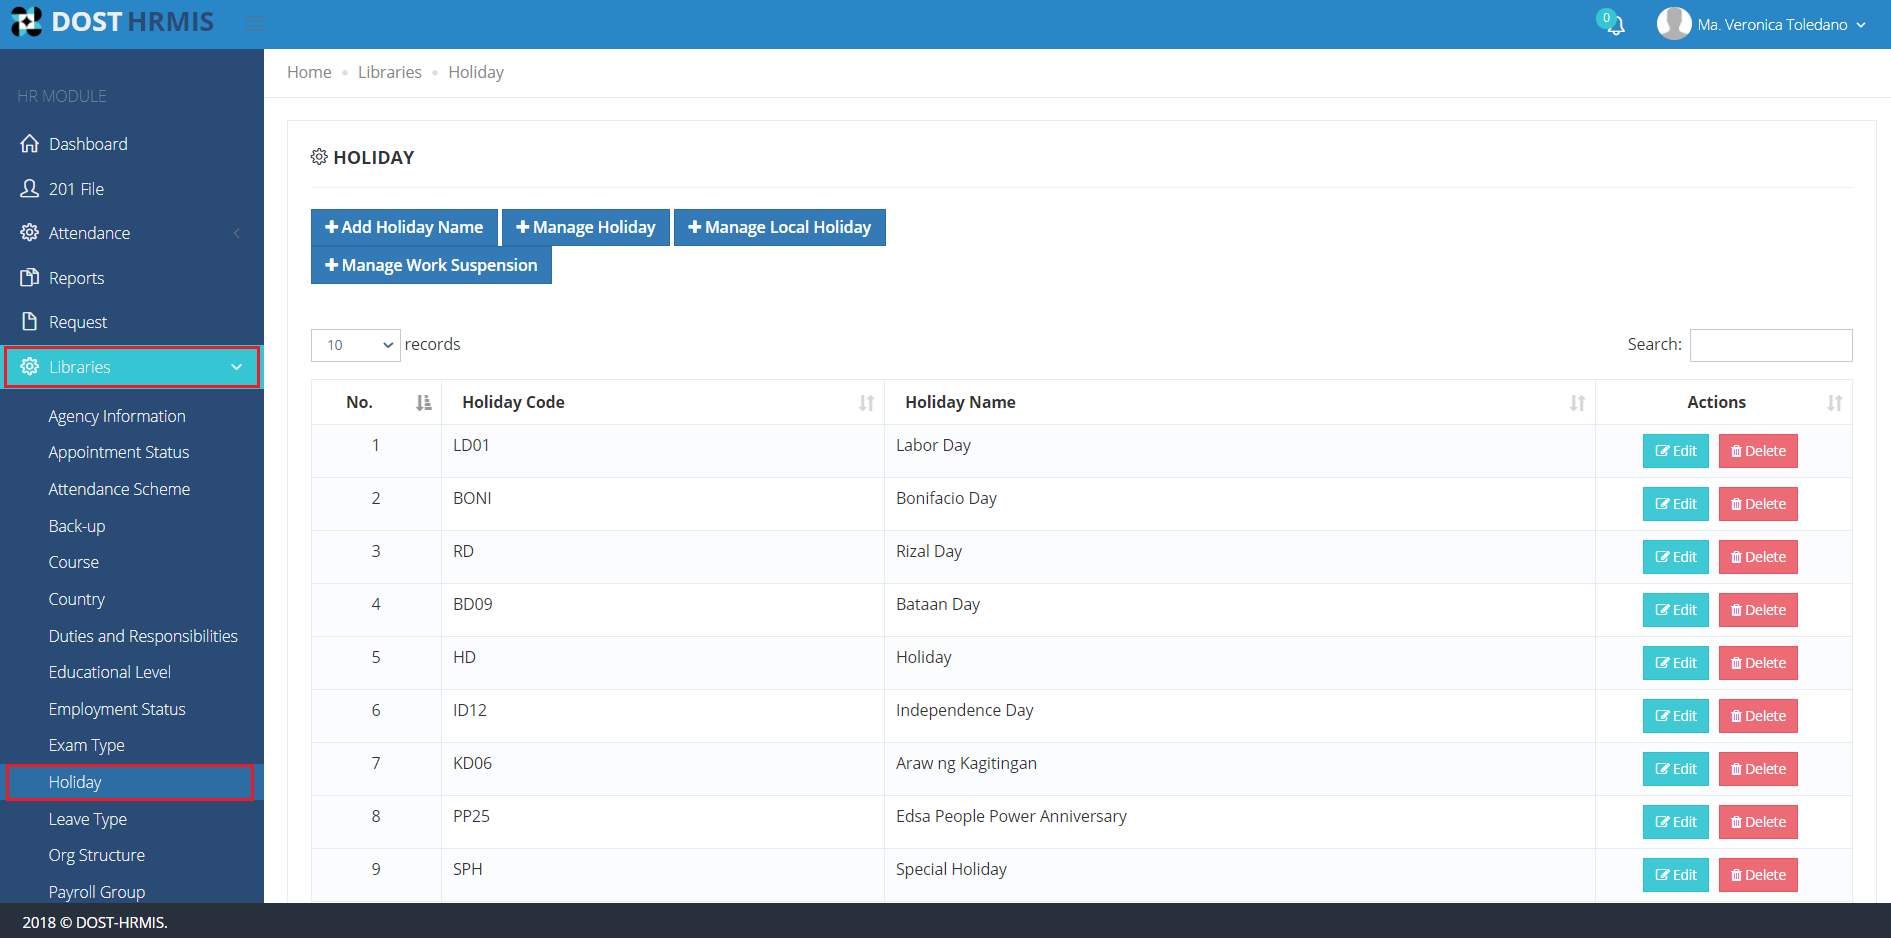 DOST HRMIS
0
Ma. Veronica Toledano
HR MODULE
Dashboard
201 File
Attendance
Reports
Request
Libraries
Agency Information
Appointment Status
Attendance Scheme
Back-up
Course
Country
Duties and Responsibilities
Educational Level
Employment Status
Exam Type
Holiday
Leave Type
Org Structure
Payroll Group
Home Libraries Holiday
HOLIDAY
Add Holiday Name Manage Holiday Manage Local Holiday
Manage Work Suspension
10 records Search:
No. Holiday Code Holiday Name Actions
1 LD01 Labor Day Edit Delete
2 BONI Bonifacio Day Edit Delete
3 RD Rizal Day Edit Delete
4 BD09 Bataan Day Edit Delete
5 HD Holiday Edit Delete
6 ID12 Independence Day Edit Delete
7 KD06 Araw ng Kagitingan Edit Delete
8 PP25 Edsa People Power Anniversary Edit Delete
9 SPH Special Holiday Edit Delete
2018 © DOST-HRMIS.